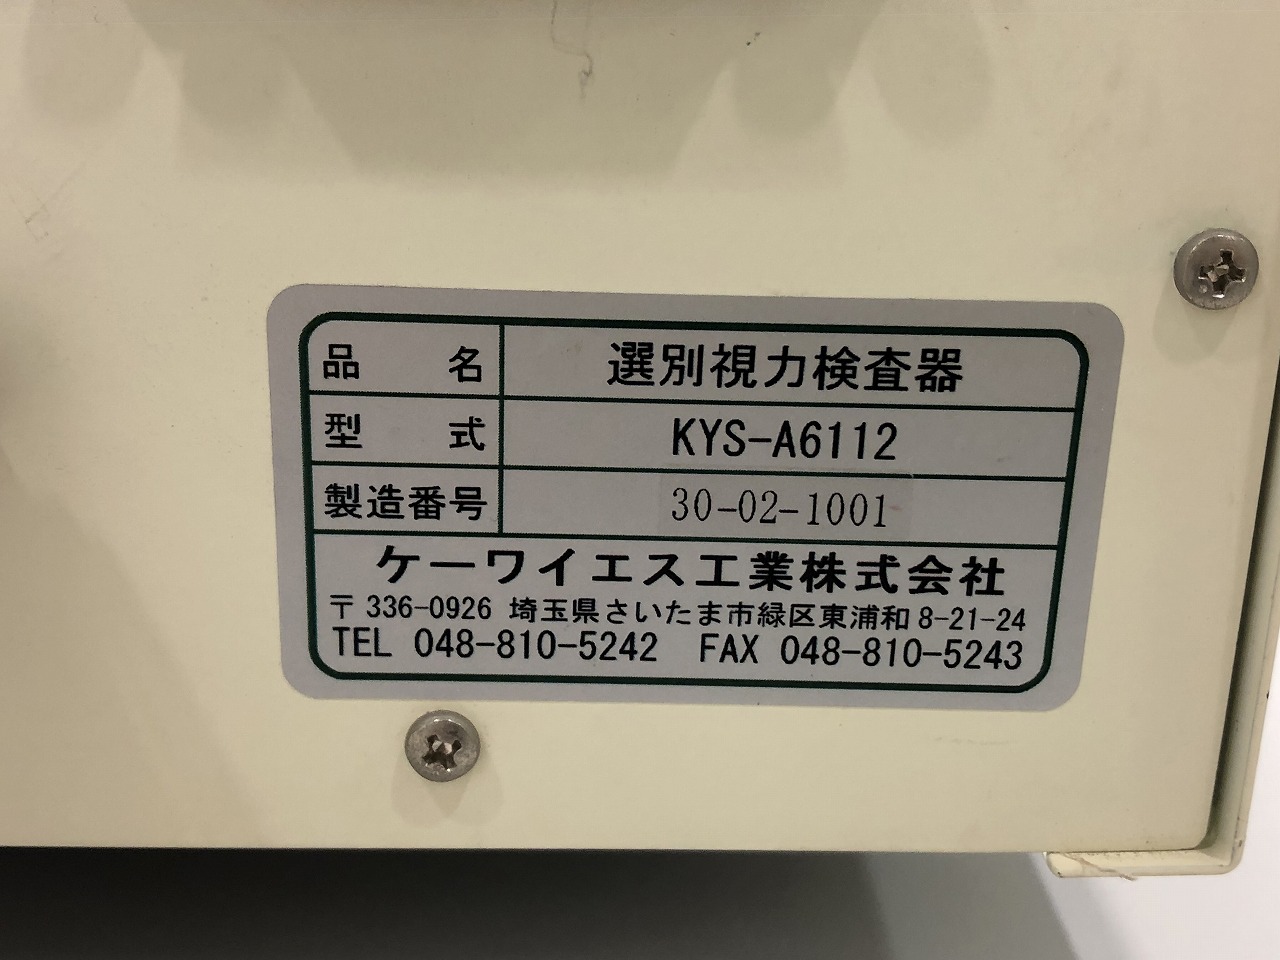 品名 選別視力検査器
型式 KYS-A6112
製造番号 30-02-1001
ケーワイエス工業株式会社
〒336-0926 埼玉県さいたま市緑区東浦和8-21-24
TEL 048-810-5242 FAX 048-810-5243